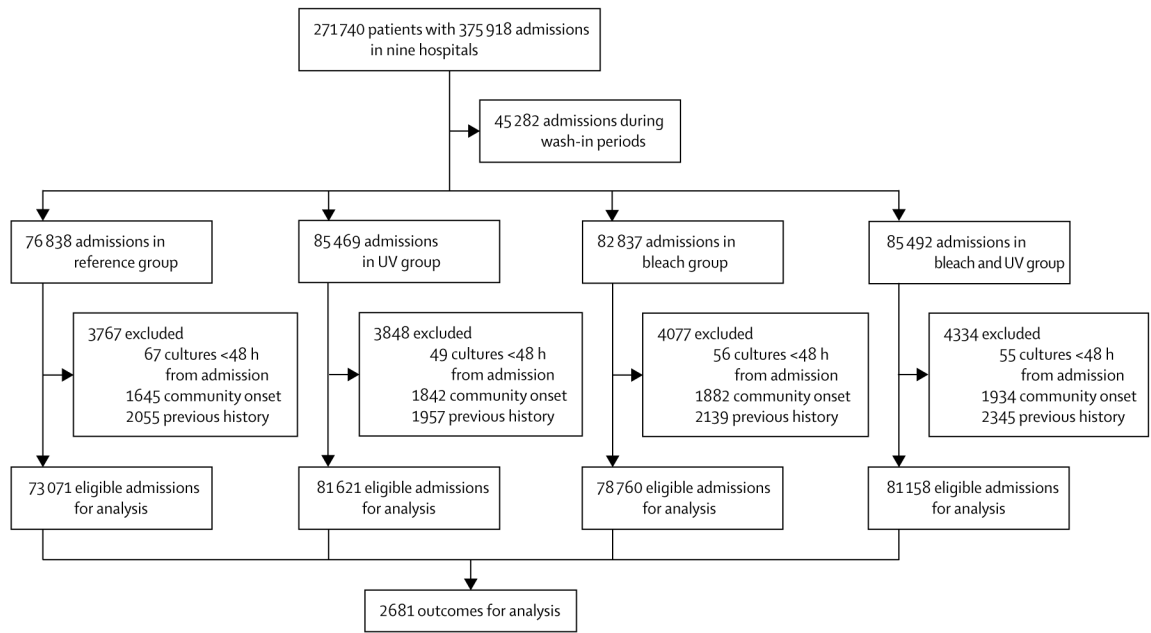 271 740 patients with 375 918 admissions
in nine hospitals
45 282 admissions during
wash-in periods
76 838 admissions in
reference group
85 469 admissions
in UV group
82 837 admissions in
bleach group
85 492 admissions in
bleach and UV group
3767 excluded
67 cultures <48 h
from admission
1645 community onset
2055 previous history
3848 excluded
49 cultures <48 h
from admission
1842 community onset
1957 previous history
4077 excluded
56 cultures <48 h
from admission
1882 community onset
2139 previous history
4334 excluded
55 cultures <48 h
from admission
1934 community onset
2345 previous history
73 071 eligible admissions
for analysis
81 621 eligible admissions
for analysis
78 760 eligible admissions
for analysis
81 158 eligible admissions
for analysis
2681 outcomes for analysis